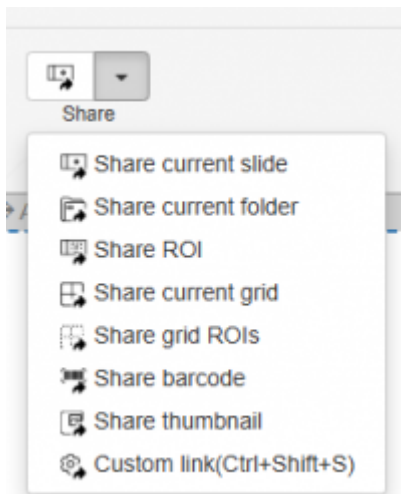 Share
Share current slide
Share current folder
Share ROI
Share current grid
Share grid ROIs
Share barcode
Share thumbnail
Custom link(Ctrl+Shift+S)